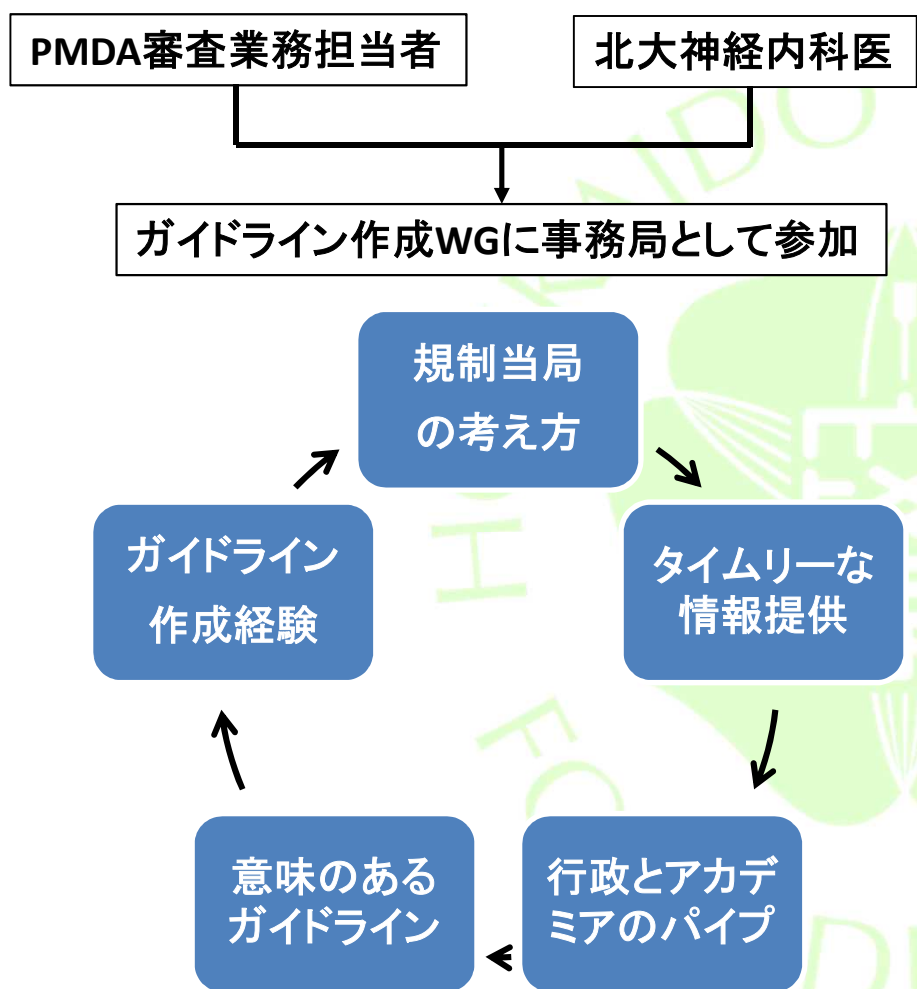 PMDA審査業務担当者
北大神経内科医
ガイドライン作成WGに事務局として参加
規制当局
の考え方
ガイドライン
作成経験
タイムリーな
情報提供
意味のある
ガイドライン
行政とアカデ
ミアのパイプ